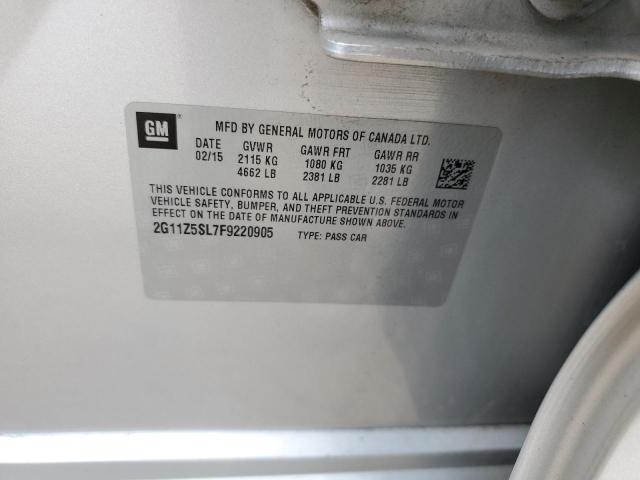 GM
MFD BY GENERAL MOTORS OF CANADA LTD.
DATE GVWR GAWR FRT GAWR RR
02/15 2115 KG 1080 KG 1035 KG
4662 LB 2381 LB 2281 LB
THIS VEHICLE CONFORMS TO ALL APPLICABLE U.S. FEDERAL MOTOR
VEHICLE SAFETY, BUMPER, AND THEFT PREVENTION STANDARDS IN
EFFECT ON THE DATE OF MANUFACTURE SHOWN ABOVE.
2G11Z5SL7F9220905 TYPE: PASS CAR